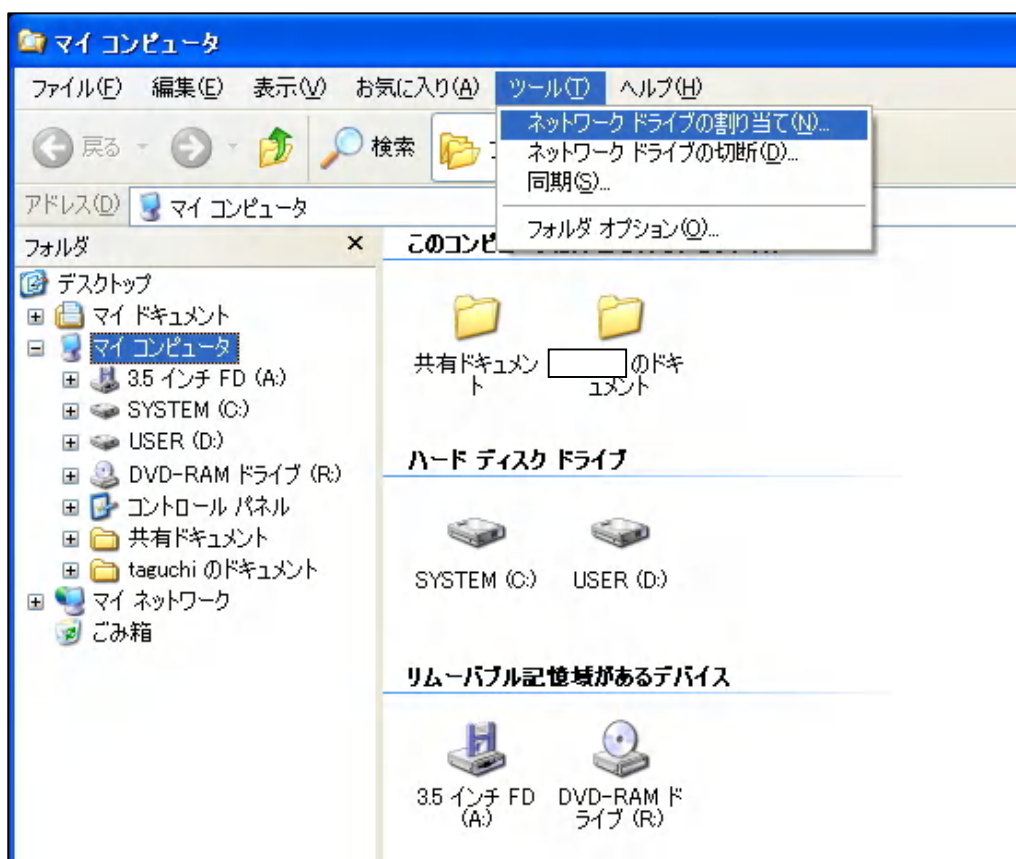 マイ コンピュータ
ファイル(F) 編集(E) 表示(V) お気に入り(A) ツール(T) ヘルプ(H)
ネットワーク ドライブの割り当て(N)...
ネットワーク ドライブの切断(D)...
同期(S)...
フォルダ オプション(O)...
戻る 検索
アドレス(D) マイ コンピュータ
フォルダ
デスクトップ
マイ ドキュメント
マイ コンピュータ
3.5 インチ FD (A:)
SYSTEM (C:)
USER (D:)
DVD-RAM ドライブ (R:)
コントロール パネル
共有ドキュメント
taguchi のドキュメント
マイ ネットワーク
ごみ箱
このコンピュ
共有ドキュメン
ト
のドキ
ュメント
ハード ディスク ドライブ
SYSTEM (C:) USER (D:)
リムーバブル記憶域があるデバイス
3.5 インチ FD
(A:)
DVD-RAM ド
ライブ (R:)